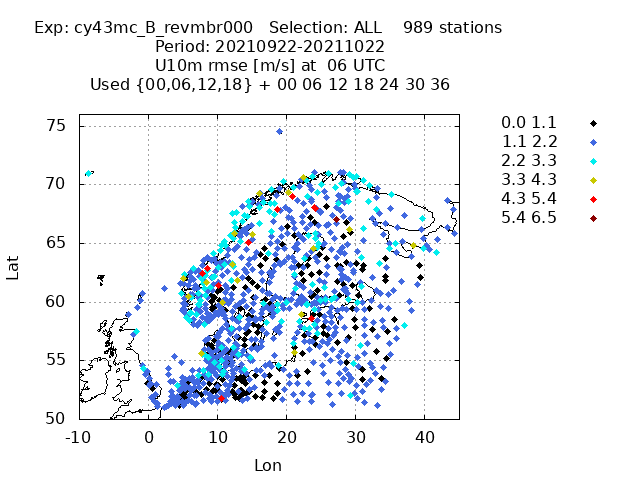 Exp: cy43mc_B_revmbr000   Selection: ALL    989 stations
Period: 20210922-20211022
U10m rmse [m/s] at  06 UTC
Used {00,06,12,18} + 00 06 12 18 24 30 36
0.0 1.1
1.1 2.2
2.2 3.3
3.3 4.3
4.3 5.4
5.4 6.5
75
70
65
60
55
50
Lat
-10 0 10 20 30 40
Lon